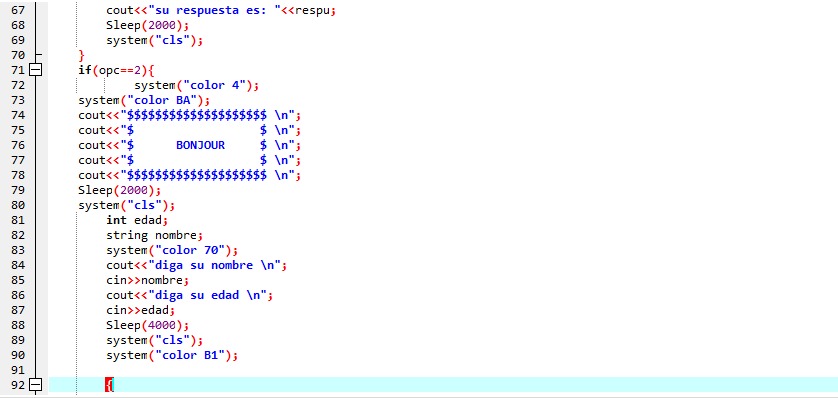 67 cout<<"su respuesta es: "<<respu;
68 Sleep(2000);
69 system("cls");
70 }
71 if(opc==2){
72 system("color 4");
73 system("color BA");
74 cout<<"$$$$$$$$$$$$$$$$$$$$ \n";
75 cout<<"$                  $ \n";
76 cout<<"$      BONJOUR     $ \n";
77 cout<<"$                  $ \n";
78 cout<<"$$$$$$$$$$$$$$$$$$$$ \n";
79 Sleep(2000);
80 system("cls");
81 int edad;
82 string nombre;
83 system("color 70");
84 cout<<"diga su nombre \n";
85 cin>>nombre;
86 cout<<"diga su edad \n";
87 cin>>edad;
88 Sleep(4000);
89 system("cls");
90 system("color B1");
91
92 {